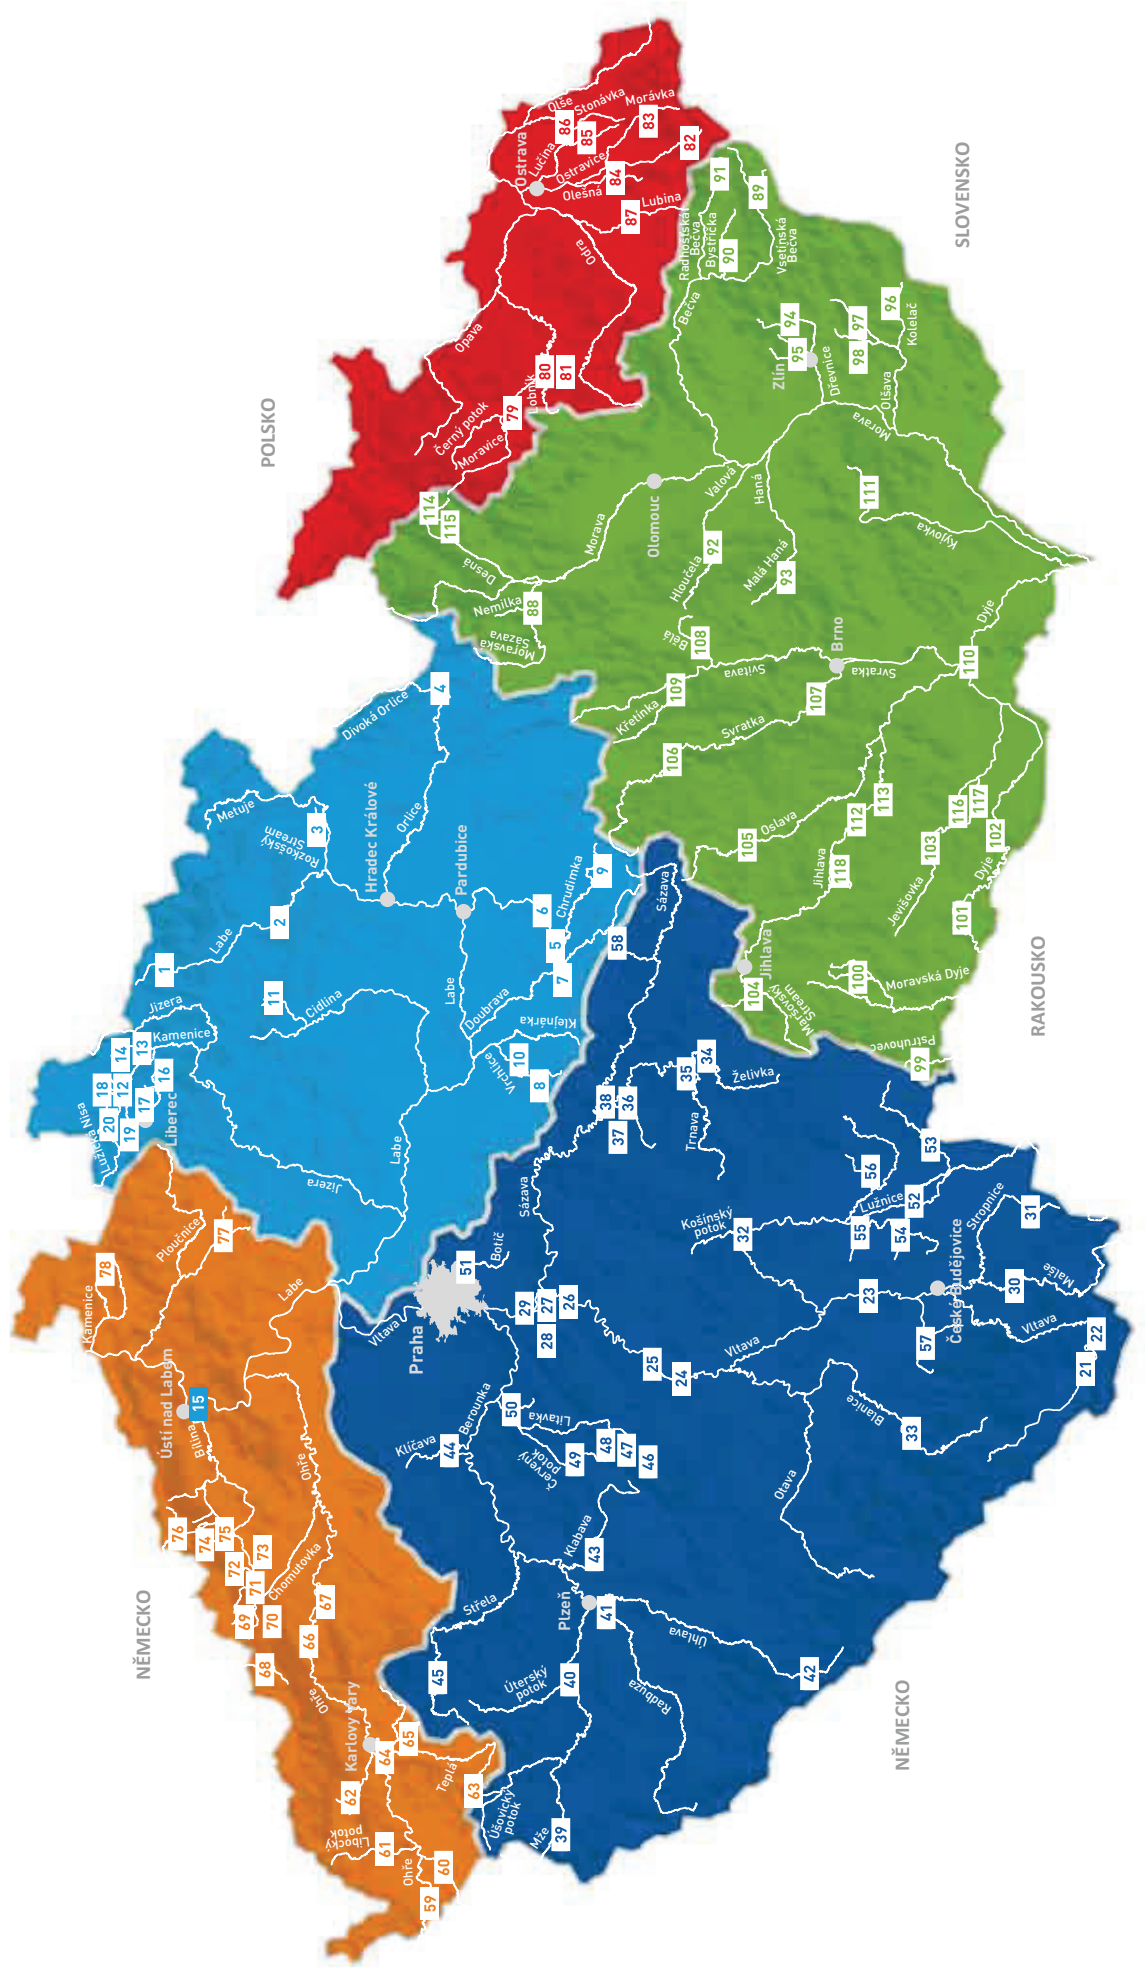 POLSKO
NĚMECKO
NĚMECKO
RAKOUSKO
SLOVENSKO
Kamenice
78
Ploučnice
77
Labe
Ústí nad Labem
15
Bílina
Ohře
76
74
75
72
73
71
69
70
Chomutovka
67
66
68
Ohře
Karlovy Vary
64
65
62
Teplá
63
Libocký
potok
61
Ohře
60
59
Lužická Nisa
20
18
19
12
17
14
13
16
Liberec
Kamenice
Jizera
Jizera
1
Labe
2
11
Cidlina
Metuje
3
Rozkošský
Stream
Hradec Králové
Orlice
Divoká Orlice
4
Pardubice
Labe
Labe
6
5
Chrudimka
9
7
Doubrava
Klejnárka
Vrchlice
10
8
Praha
Vltava
51
Botič
Sázava
29
27
26
28
25
24
Vltava
Berounka
Klíčava
44
50
Litavka
Červený
potok
49
48
47
46
Klabava
43
Střela
45
Plzeň
41
Úhlava
42
Úterský
potok
40
Radbuza
Úšovický
potok
Mže
39
Otava
Blanice
33
58
Sázava
38
36
37
35
34
Želivka
Trnava
Košínský
potok
32
Lužnice
56
53
52
55
54
23
České Budějovice
57
Stropnice
31
30
Malše
Vltava
22
21
Ostrava
Olše
Stonávka
Morávka
86
85
83
82
Lučina
Ostravice
Olešná
84
87
Lubina
Odra
Opava
80
81
Lobník
79
Černý potok
Moravice
114
115
Desná
Nemilka
88
Moravská
Sázava
Morava
Olomouc
Valová
Haná
92
Hloučela
Malá Haná
93
91
89
Radhošťská
Bečva
Bystřička
90
Vsetínská
Bečva
Bečva
94
95
Zlín
Dřevnice
97
98
96
Kolelač
Olšava
Morava
111
Kyjovka
Dyje
110
Bělá
108
109
Křetínka
Svitava
Brno
Svratka
107
Svratka
106
105
Oslava
113
112
Jihlava
118
116
117
103
102
Jevišovka
Dyje
101
Jihlava
104
Maršovský
Stream
100
Moravská Dyje
Pstruhovec
99